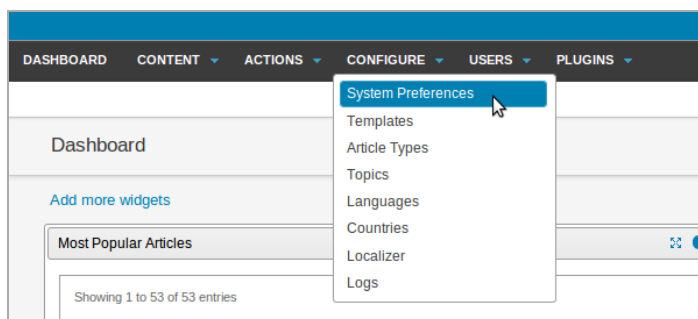 DASHBOARD CONTENT ACTIONS CONFIGURE USERS PLUGINS
System Preferences
Templates
Article Types
Topics
Languages
Countries
Localizer
Logs
Dashboard
Add more widgets
Most Popular Articles
Showing 1 to 53 of 53 entries